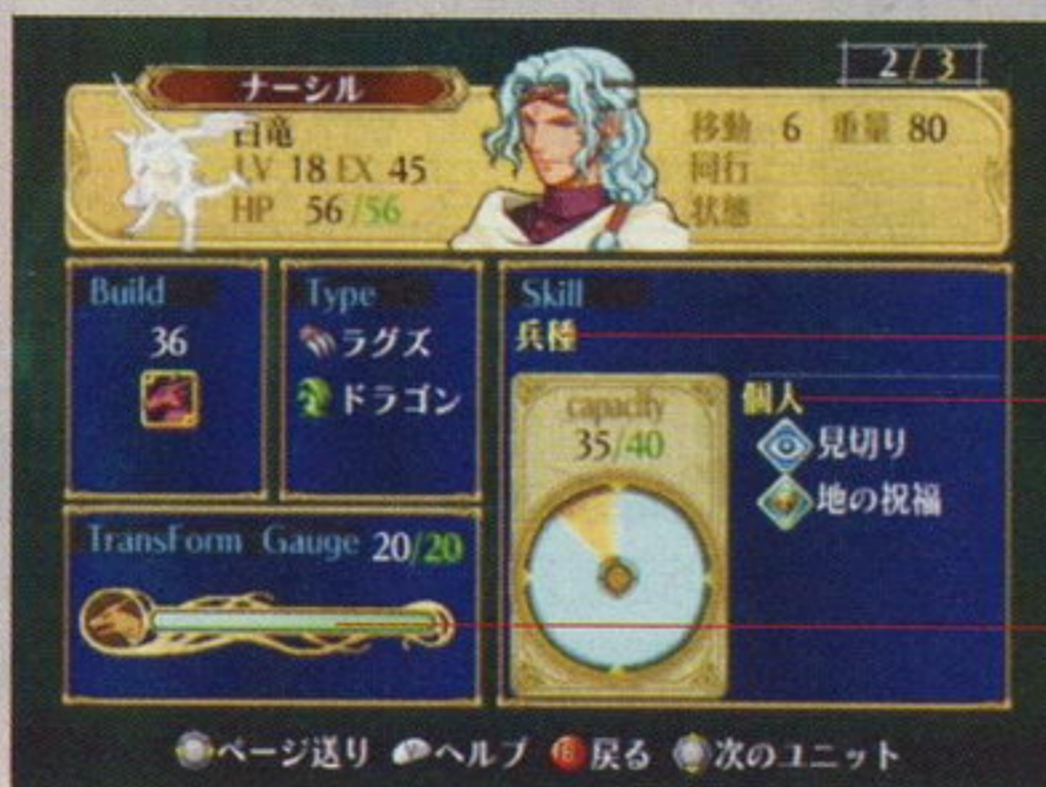 2/3
ナーシル
白竜
LV 18 EX 45
HP 56/56
移動 6 重量 80
同行
状態
Build
36
Type
ラグズ
ドラゴン
Skill
兵種
capacity
35/40
個人
見切り
地の祝福
TransForm Gauge 20/20
ページ送り ヘルプ B 戻る 次のユニット